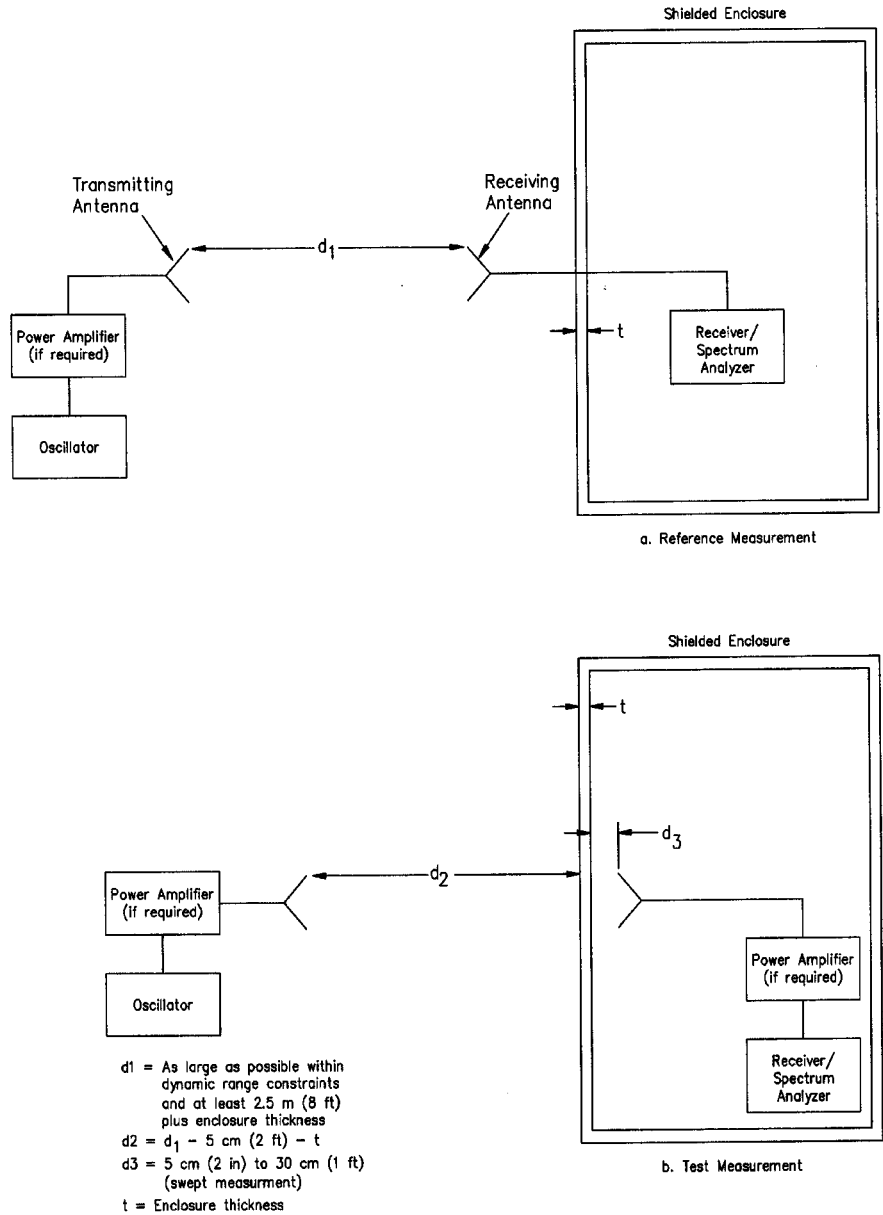 Shielded Enclosure
Transmitting
Antenna
Receiving
Antenna
d1
Power Amplifier
(if required)
Oscillator
t
Receiver/
Spectrum
Analyzer
a. Reference Measurement
Shielded Enclosure
t
d3
d2
Power Amplifier
(if required)
Oscillator
Power Amplifier
(if required)
Receiver/
Spectrum
Analyzer
d1 = As large as possible within
dynamic range constraints
and at least 2.5 m (8 ft)
plus enclosure thickness
d2 = d1 - 5 cm (2 ft) - t
d3 = 5 cm (2 in) to 30 cm (1 ft)
(swept measurment)
t = Enclosure thickness
b. Test Measurement